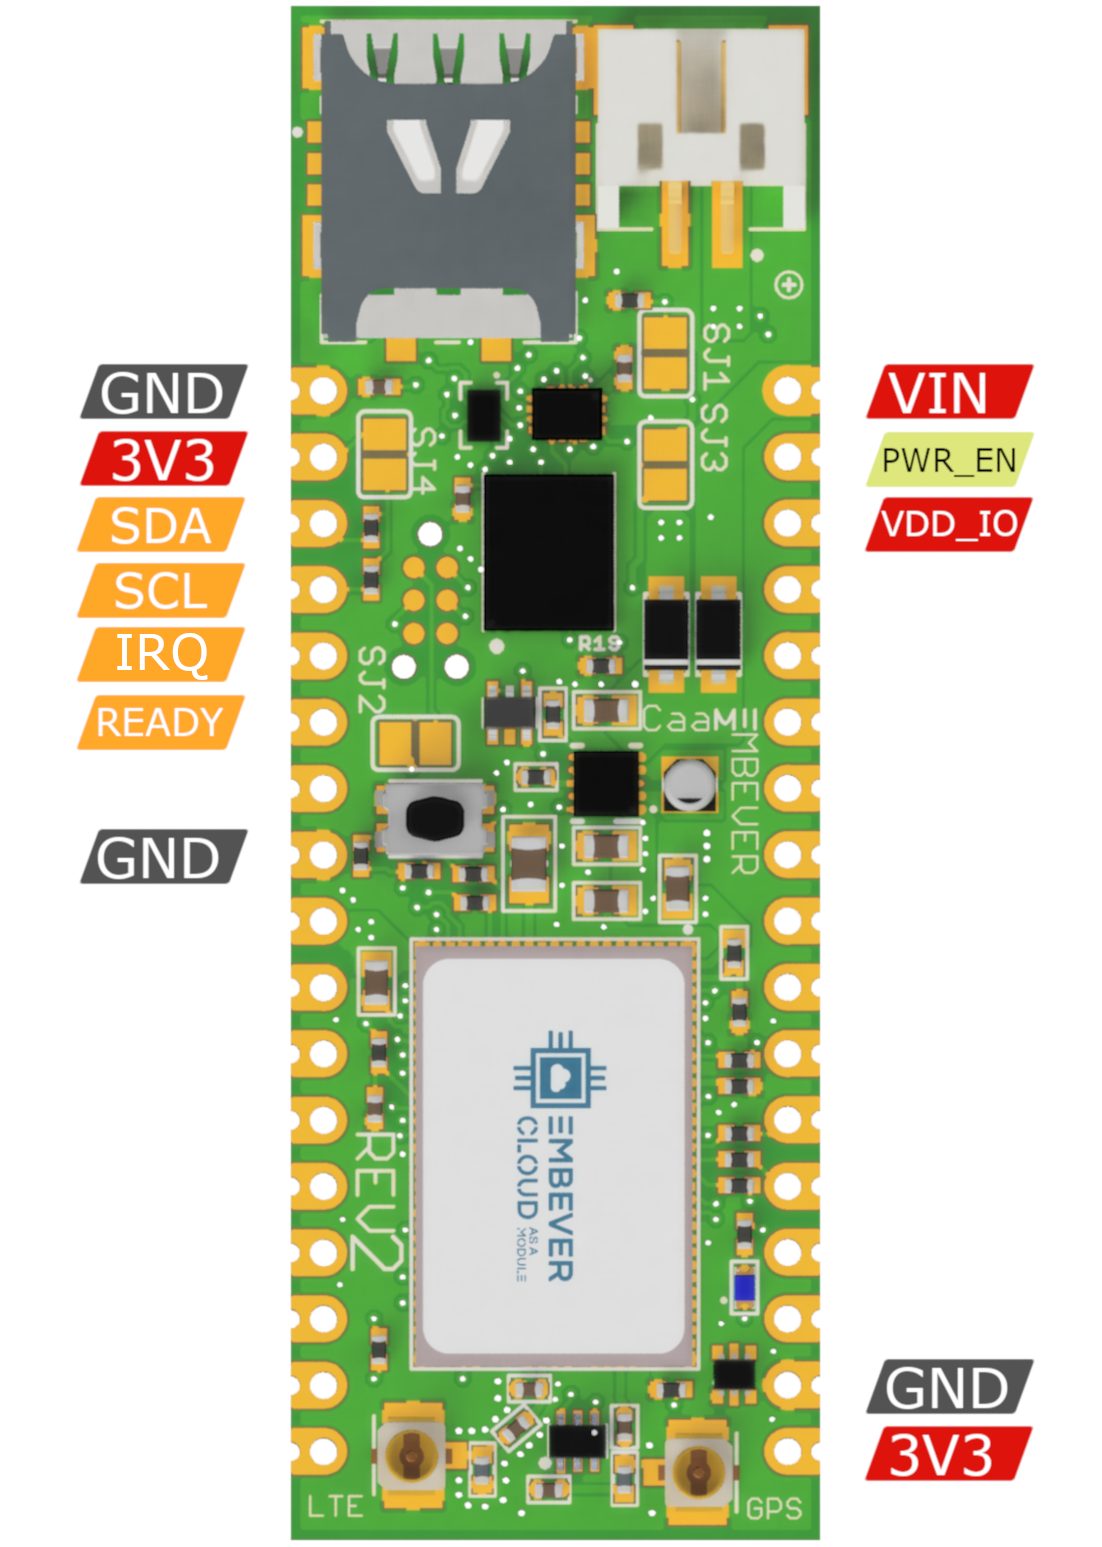 GND
3V3
SDA
SCL
IRQ
READY
GND
VIN
PWR_EN
VDD_IO
GND
3V3
SJ1
SJ3
SJ4
R19
SJ2
CaaM
EMBEVER
EMBEVER
CLOUD AS A
MODULE
REV2
LTE
GPS